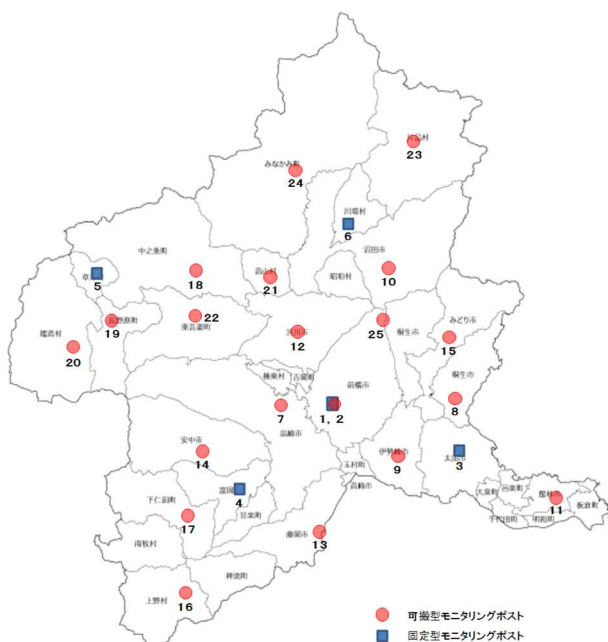 片品村
23
みなかみ町
24
川場村
6
中之条町
沼田市
10
草津町
5
18
高山村
21
昭和村
長野原町
19
22
東吾妻町
嬬恋村
20
渋川市
12
25
桐生市
みどり市
15
榛東村
吉岡町
前橋市
桐生市
8
7
1, 2
高崎市
安中市
14
伊勢崎市
9
太田市
3
玉村町
富岡市
4
高崎市
大泉町
邑楽町
館林市
11
板倉町
下仁田町
甘楽町
17
千代田町
明和町
藤岡市
13
南牧村
神流町
上野村
16
可搬型モニタリングポスト
固定型モニタリングポスト